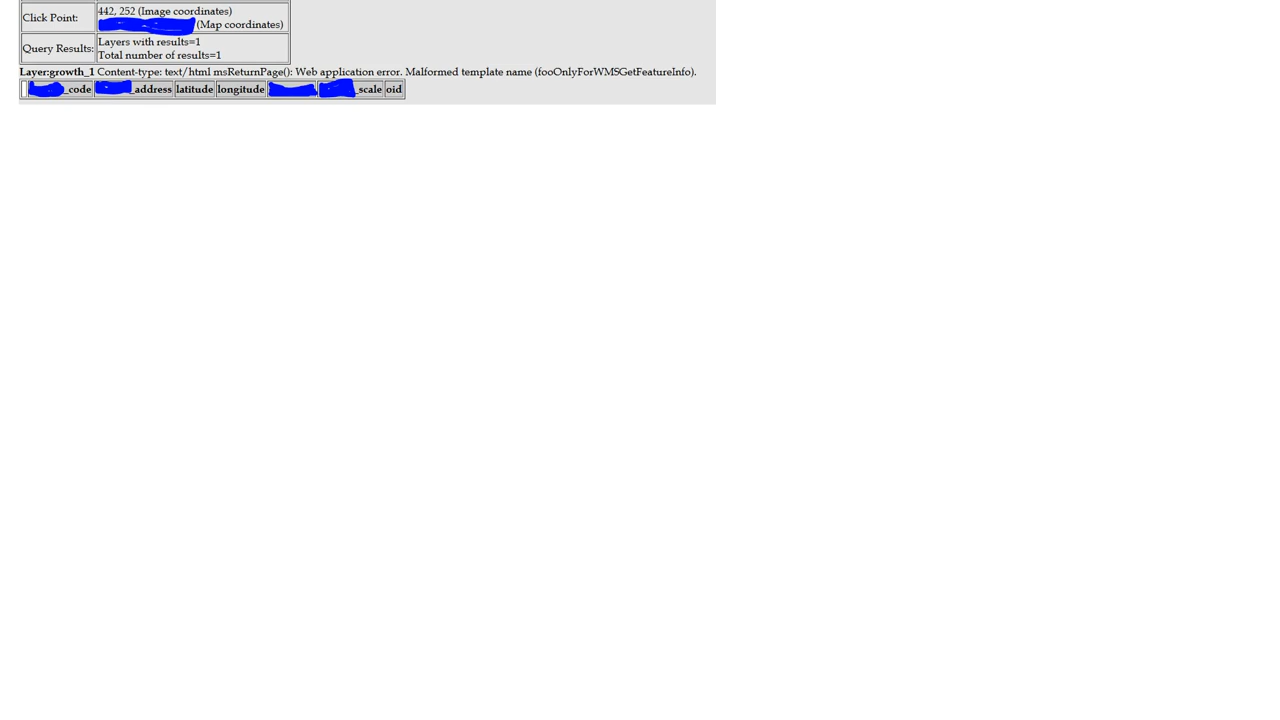 Click Point:
442, 252 (Image coordinates)
(Map coordinates)
Query Results:
Layers with results=1
Total number of results=1
Layer:growth_1 Content-type: text/html msReturnPage(): Web application error. Malformed template name (fooOnlyForWMSGetFeatureInfo).
_code _address latitude longitude _scale oid